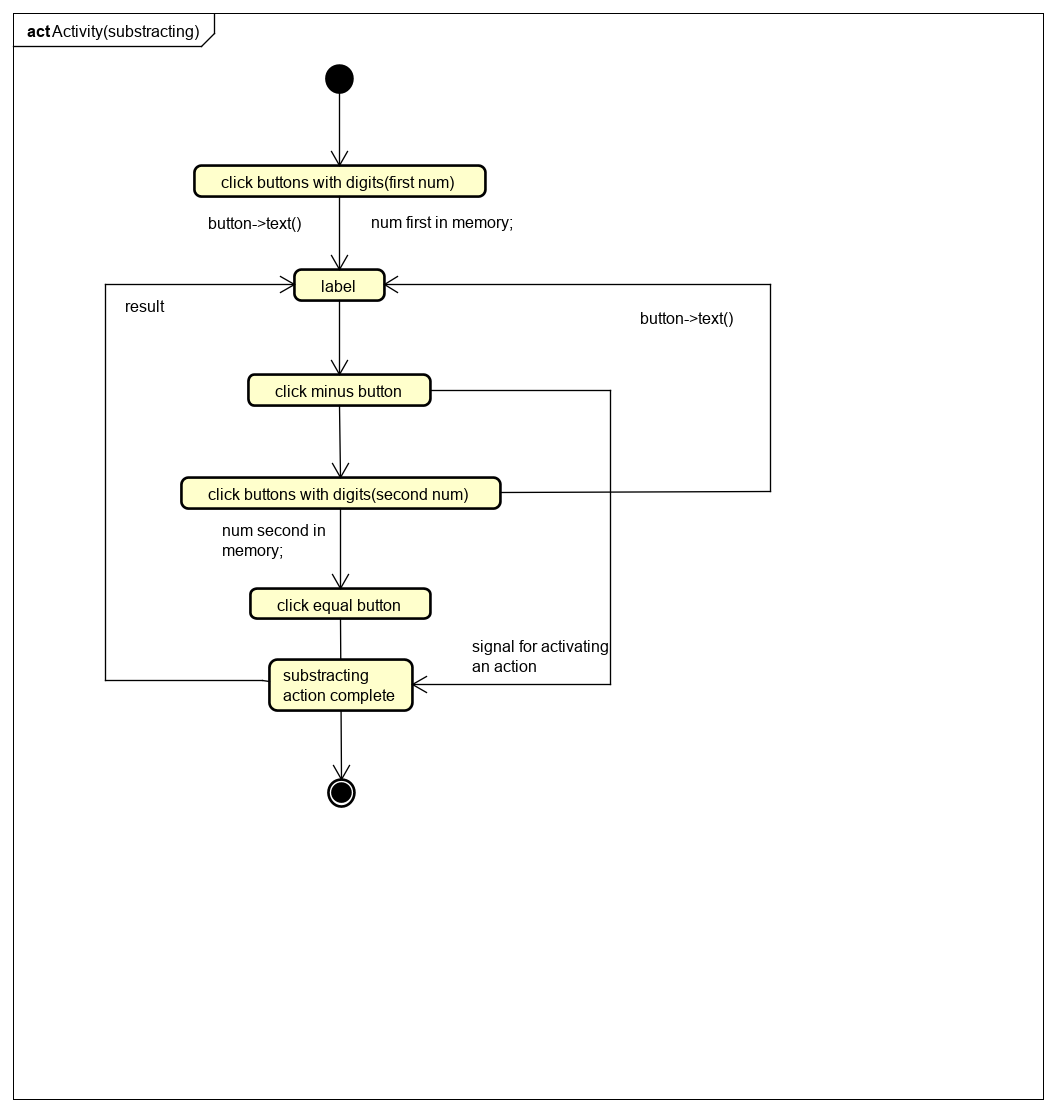 act Activity(substracting)
click buttons with digits(first num)
button->text()
num first in memory;
label
result
button->text()
click minus button
click buttons with digits(second num)
num second in
memory;
click equal button
signal for activating
an action
substracting
action complete